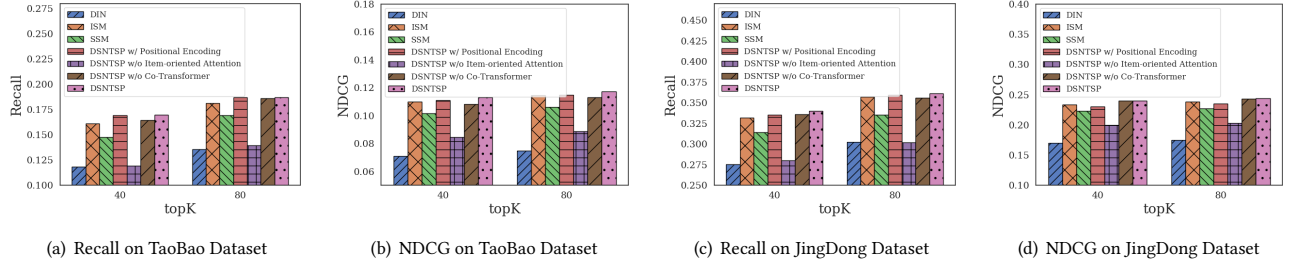 0.275
0.250
0.225
0.200
0.175
0.150
0.125
0.100
Recall
DIN
ISM
SSM
DSNTSP w/ Positional Encoding
DSNTSP w/o Item-oriented Attention
DSNTSP w/o Co-Transformer
DSNTSP
40
80
topK
(a) Recall on TaoBao Dataset
0.18
0.16
0.14
0.12
0.10
0.08
0.06
NDCG
DIN
ISM
SSM
DSNTSP w/ Positional Encoding
DSNTSP w/o Item-oriented Attention
DSNTSP w/o Co-Transformer
DSNTSP
40
80
topK
(b) NDCG on TaoBao Dataset
0.450
0.425
0.400
0.375
0.350
0.325
0.300
0.275
0.250
Recall
DIN
ISM
SSM
DSNTSP w/ Positional Encoding
DSNTSP w/o Item-oriented Attention
DSNTSP w/o Co-Transformer
DSNTSP
40
80
topK
(c) Recall on JingDong Dataset
0.40
0.35
0.30
0.25
0.20
0.15
0.10
NDCG
DIN
ISM
SSM
DSNTSP w/ Positional Encoding
DSNTSP w/o Item-oriented Attention
DSNTSP w/o Co-Transformer
DSNTSP
40
80
topK
(d) NDCG on JingDong Dataset